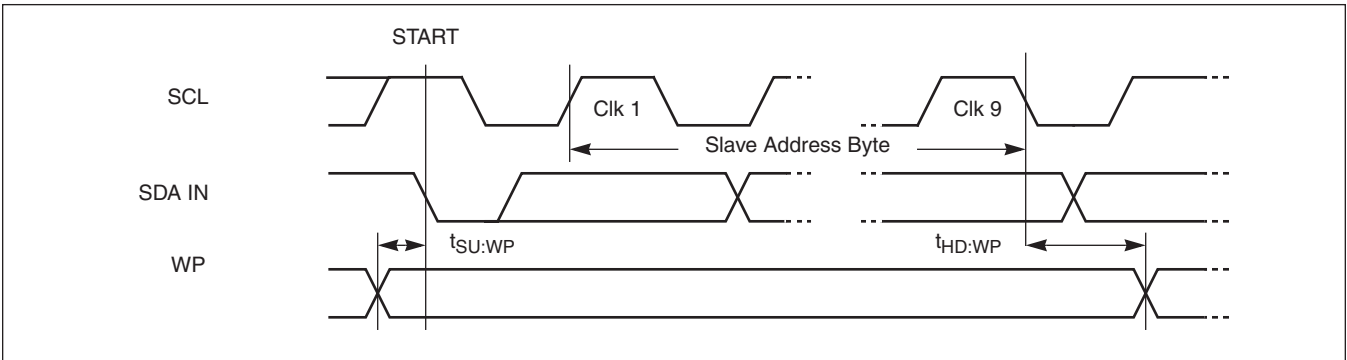 START
SCL
Clk 1
Clk 9
Slave Address Byte
SDA IN
tSU:WP
tHD:WP
WP